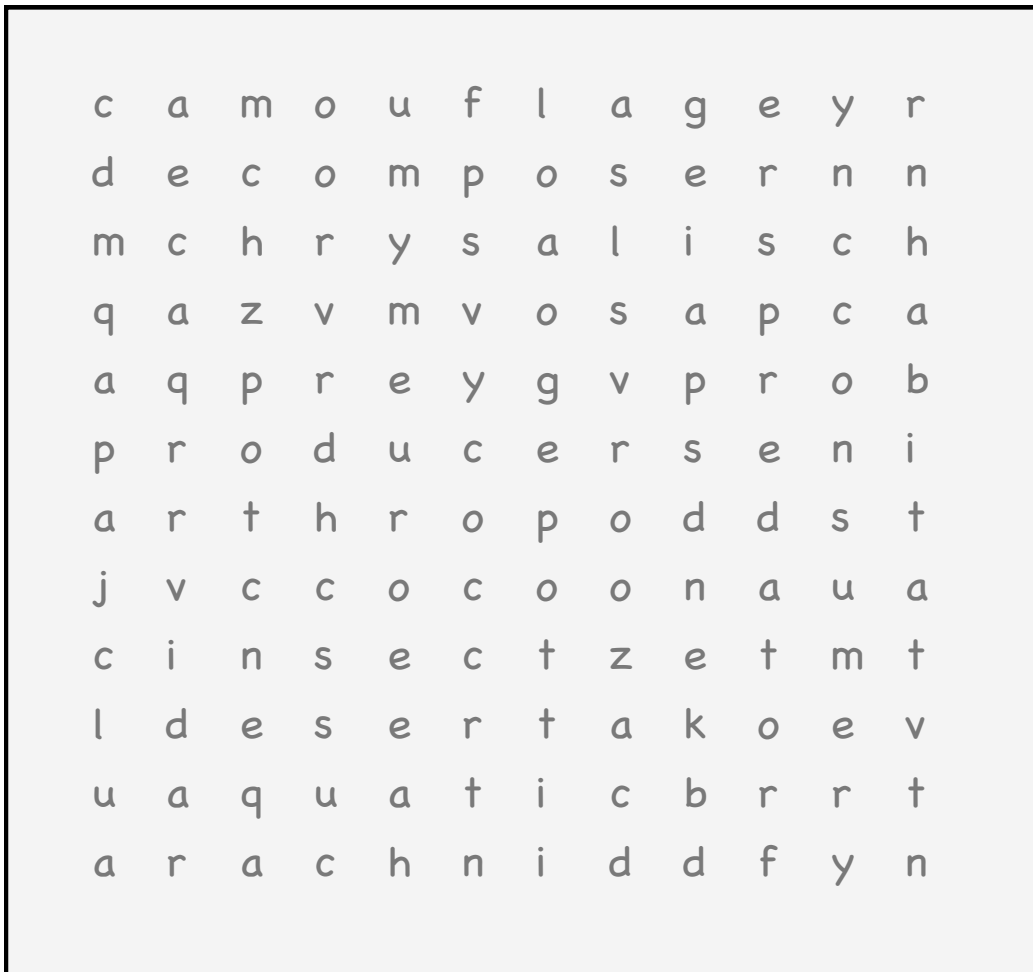 c a m o u f l a g e y r
d e c o m p o s e r n n
m c h r y s a l i s c h
q a z v m v o s a p c a
a q p r e y g v p r o b
p r o d u c e r s e n i
a r t h r o p o d d s t
j v c c o c o o n a u a
c i n s e c t z e t m t
l d e s e r t a k o e v
u a q u a t i c b r r t
a r a c h n i d d f y n